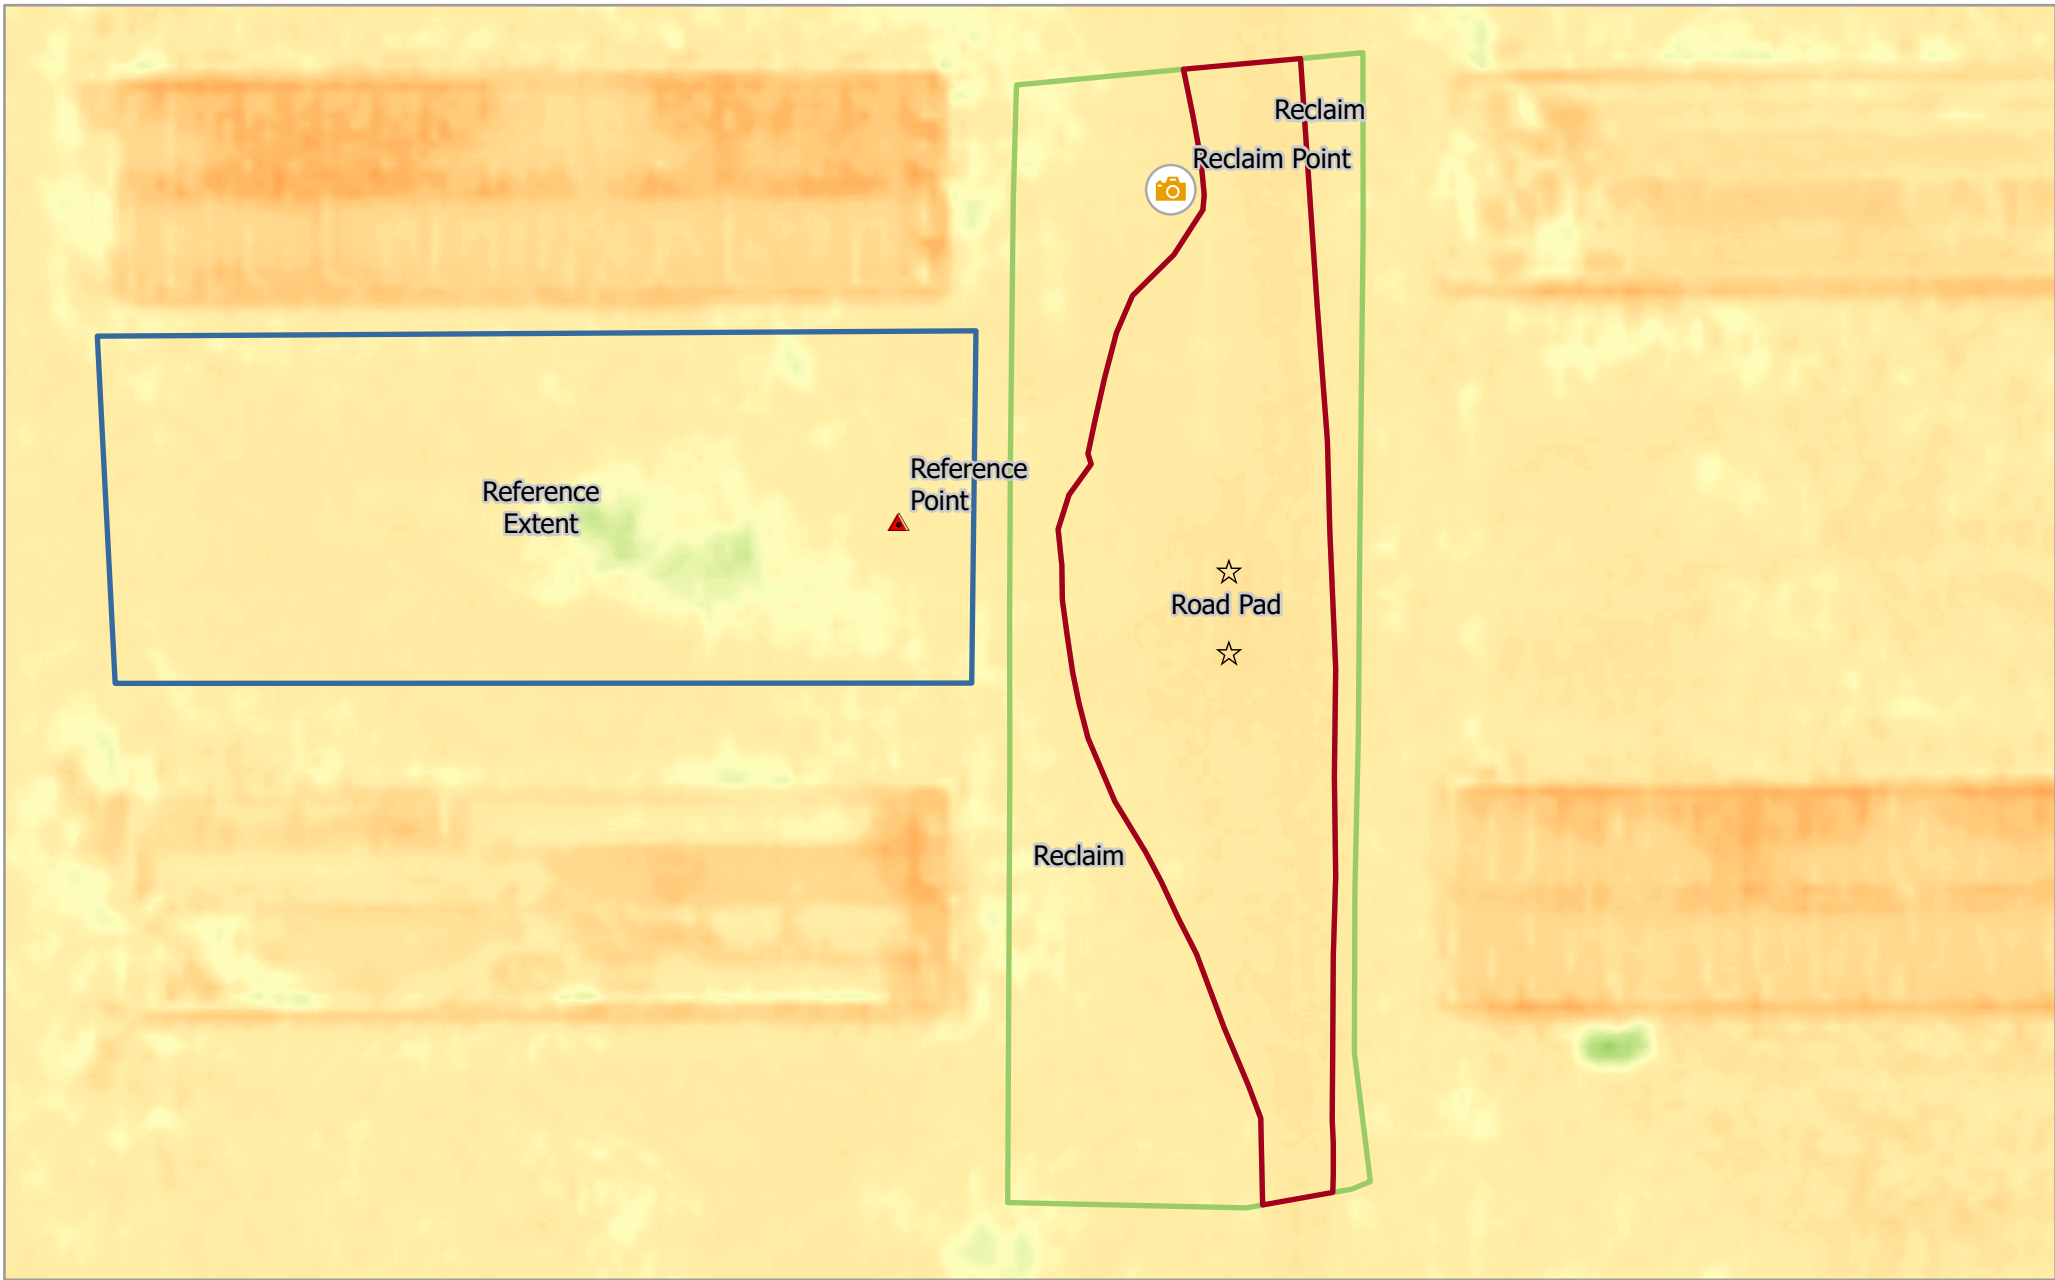 Reclaim
Reclaim Point
Reference
Point
Reference
Extent
Road Pad
Reclaim